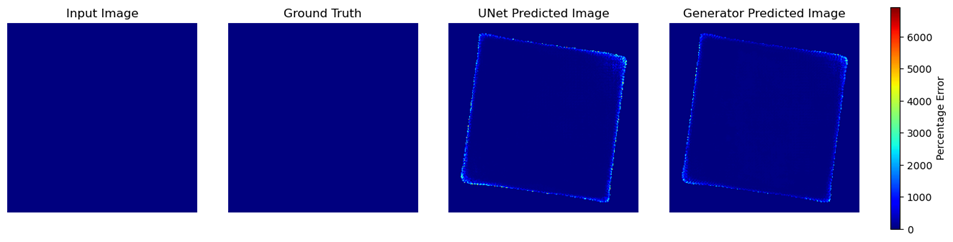 Input Image
Ground Truth
UNet Predicted Image
Generator Predicted Image
6000
5000
4000
3000
2000
1000
0
Percentage Error